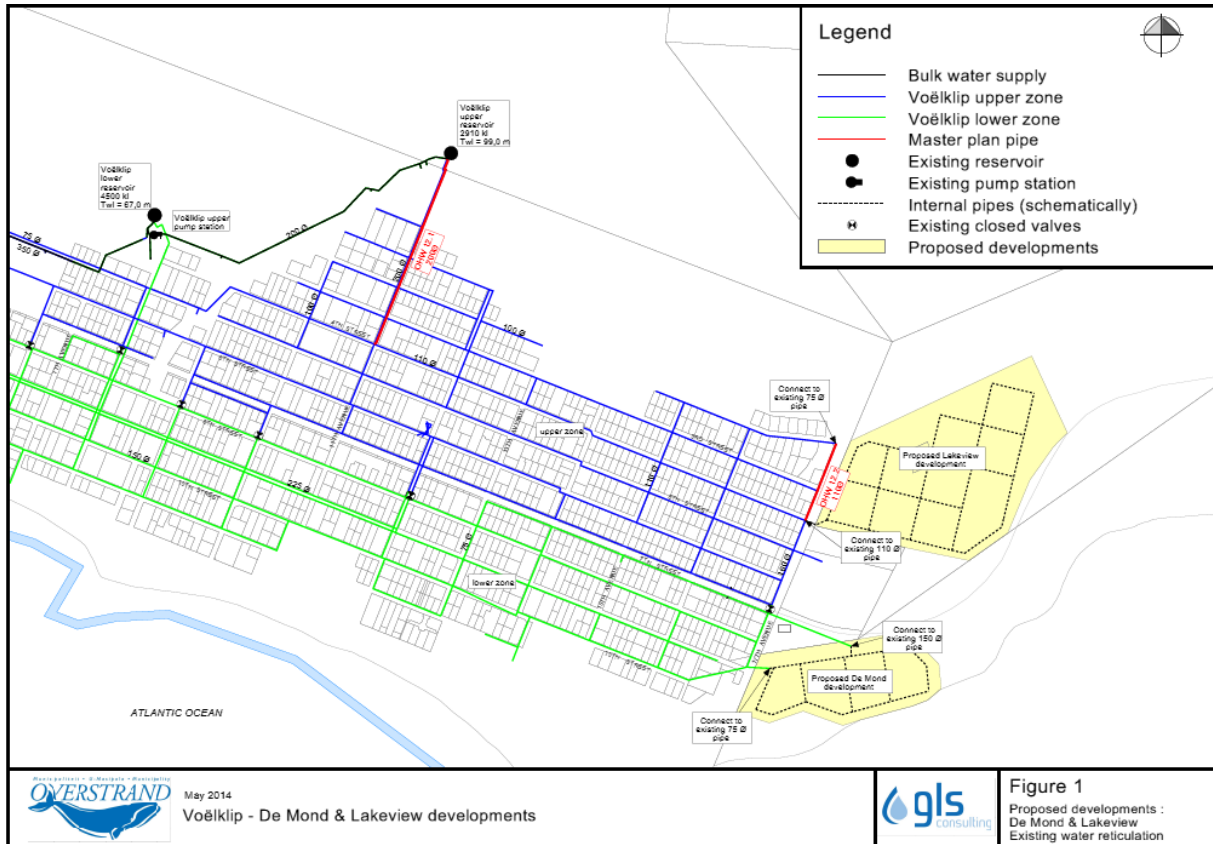 Legend
Bulk water supply
Voëlklip upper zone
Voëlklip lower zone
Master plan pipe
Existing reservoir
Existing pump station
Internal pipes (schematically)
Existing closed valves
Proposed developments
Voëlklip
upper
reservoir
2910 kl
Twl = 99,0 m
Voëlklip
lower
reservoir
4500 kl
Twl = 67,0 m
Voëlklip upper
pump station
75 Ø
350 Ø
200 Ø
200 Ø
100 Ø
100 Ø
110 Ø
upper zone
110 Ø
160 Ø
150 Ø
225 Ø
75 Ø
lower zone
Connect to
existing 75 Ø
pipe
Proposed Lakeview
development
Connect to
existing 110 Ø
pipe
Connect to
existing 150 Ø
pipe
Proposed De Mond
development
Connect to
existing 75 Ø
pipe
ATLANTIC OCEAN
OVERSTRAND
May 2014
Voëlklip - De Mond & Lakeview developments
gls
consulting
Figure 1
Proposed developments :
De Mond & Lakeview
Existing water reticulation